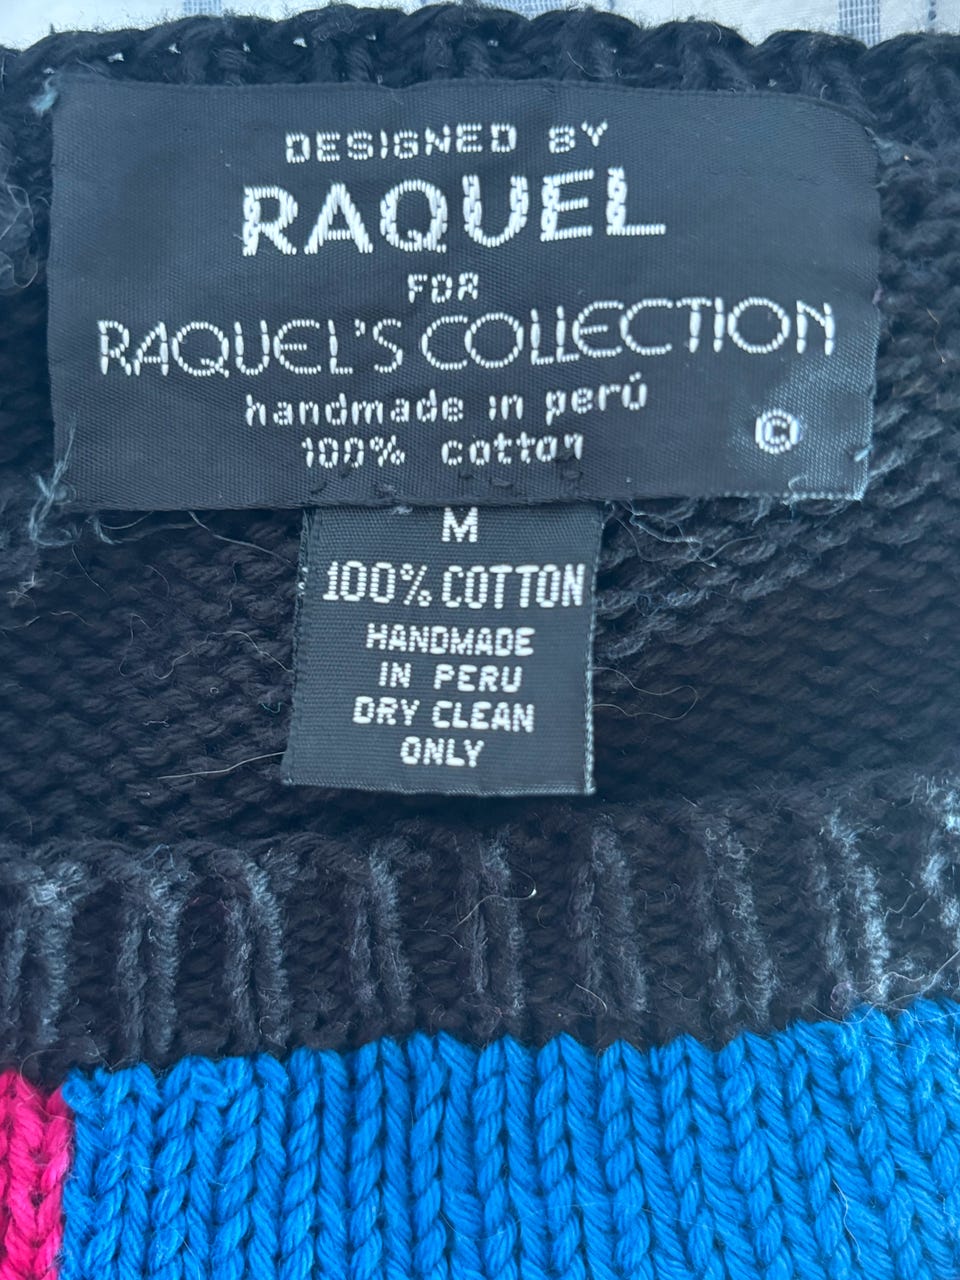 DESIGNED BY
RAQUEL
FOR
RAQUEL'S COLLECTION
handmade in perú
100% cotton
©
M
100% COTTON
HANDMADE
IN PERU
DRY CLEAN
ONLY